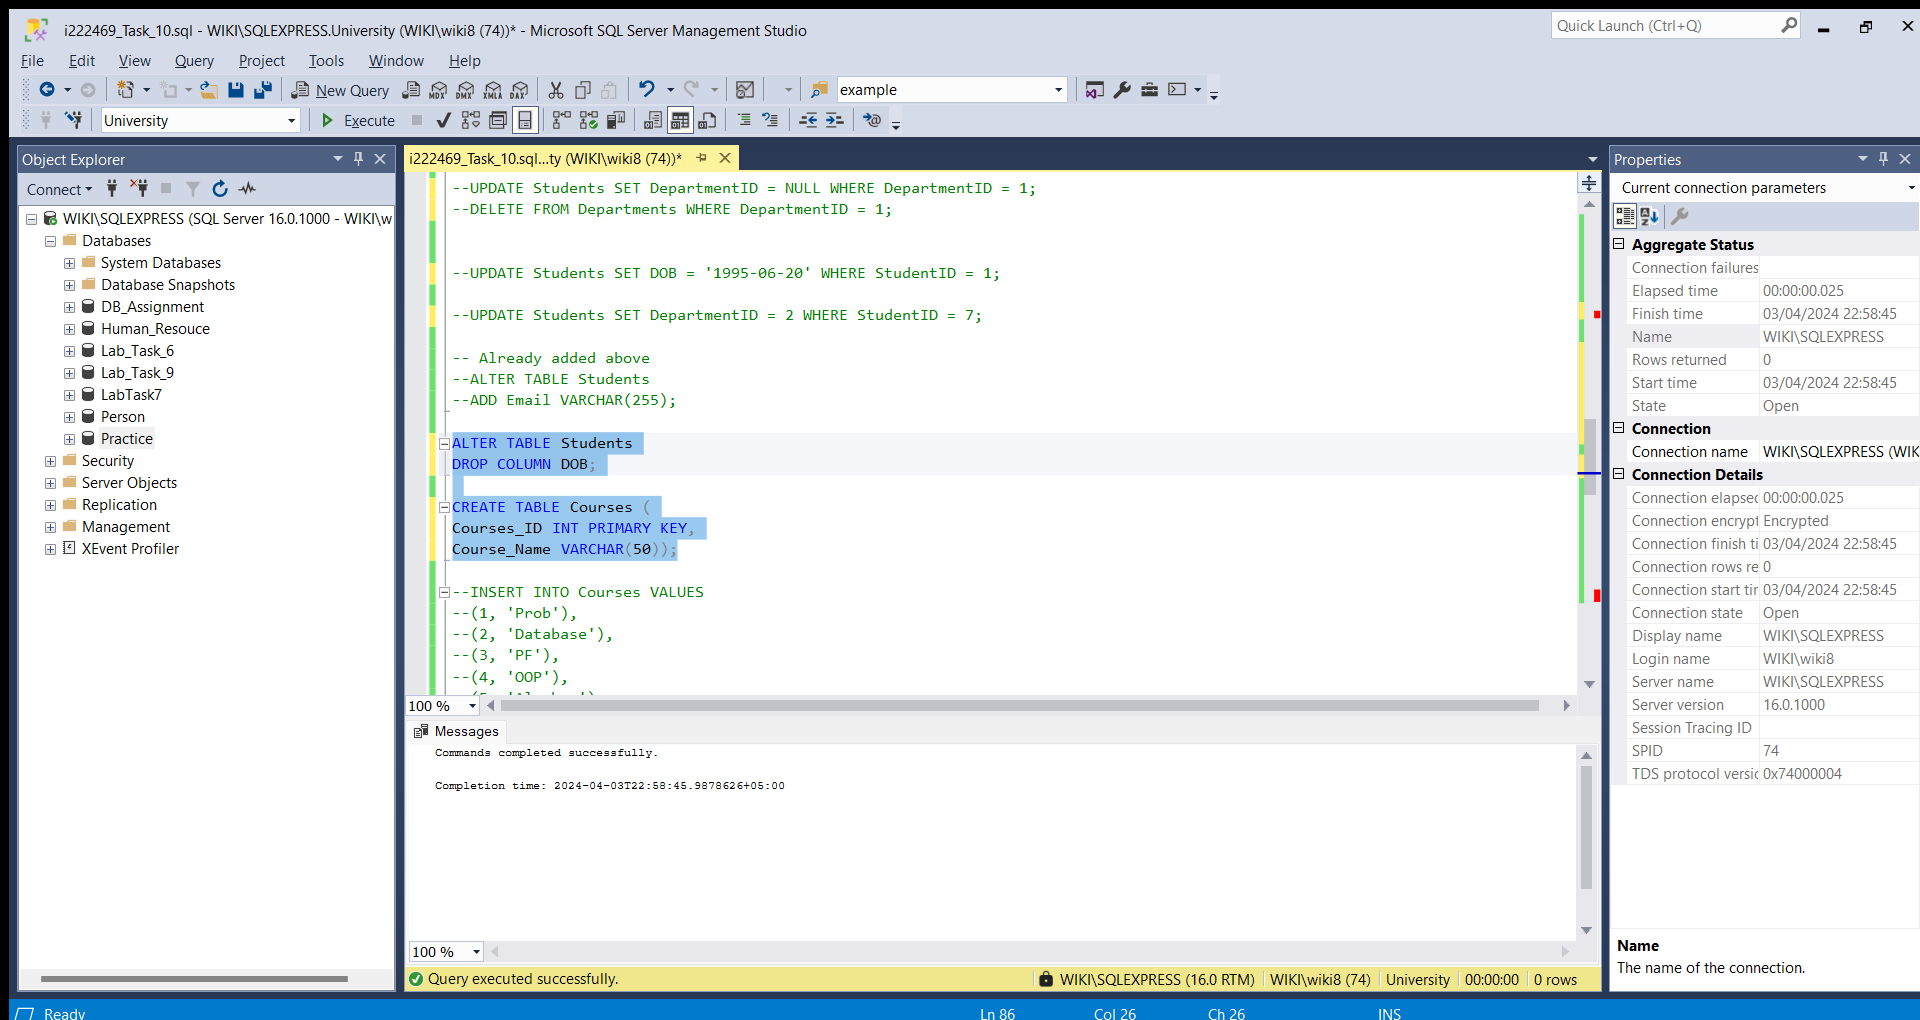 i222469_Task_10.sql - WIKI\SQLEXPRESS.University (WIKI\wiki8 (74))* - Microsoft SQL Server Management Studio
Quick Launch (Ctrl+Q)
File Edit View Query Project Tools Window Help
New Query
MDX DMX XMLA DAX
example
University
Execute
Object Explorer
Connect
WIKI\SQLEXPRESS (SQL Server 16.0.1000 - WIKI\w
Databases
System Databases
Database Snapshots
DB_Assignment
Human_Resouce
Lab_Task_6
Lab_Task_9
LabTask7
Person
Practice
Security
Server Objects
Replication
Management
XEvent Profiler
i222469_Task_10.sql...ty (WIKI\wiki8 (74))*
--UPDATE Students SET DepartmentID = NULL WHERE DepartmentID = 1;
--DELETE FROM Departments WHERE DepartmentID = 1;
--UPDATE Students SET DOB = '1995-06-20' WHERE StudentID = 1;
--UPDATE Students SET DepartmentID = 2 WHERE StudentID = 7;
-- Already added above
--ALTER TABLE Students
--ADD Email VARCHAR(255);
ALTER TABLE Students
DROP COLUMN DOB;
CREATE TABLE Courses (
Courses_ID INT PRIMARY KEY,
Course_Name VARCHAR(50));
--INSERT INTO Courses VALUES
--(1, 'Prob'),
--(2, 'Database'),
--(3, 'PF'),
--(4, 'OOP'),
100 %
Messages
Commands completed successfully.
Completion time: 2024-04-03T22:58:45.9878626+05:00
100 %
Query executed successfully.
WIKI\SQLEXPRESS (16.0 RTM) WIKI\wiki8 (74) University 00:00:00 0 rows
Properties
Current connection parameters
Aggregate Status
Connection failures
Elapsed time 00:00:00.025
Finish time 03/04/2024 22:58:45
Name WIKI\SQLEXPRESS
Rows returned 0
Start time 03/04/2024 22:58:45
State Open
Connection
Connection name WIKI\SQLEXPRESS (WIK
Connection Details
Connection elapsec 00:00:00.025
Connection encrypt Encrypted
Connection finish ti 03/04/2024 22:58:45
Connection rows re 0
Connection start tir 03/04/2024 22:58:45
Connection state Open
Display name WIKI\SQLEXPRESS
Login name WIKI\wiki8
Server name WIKI\SQLEXPRESS
Server version 16.0.1000
Session Tracing ID
SPID 74
TDS protocol versic 0x74000004
Name
The name of the connection.
Ready
Ln 86 Col 26 Ch 26 INS